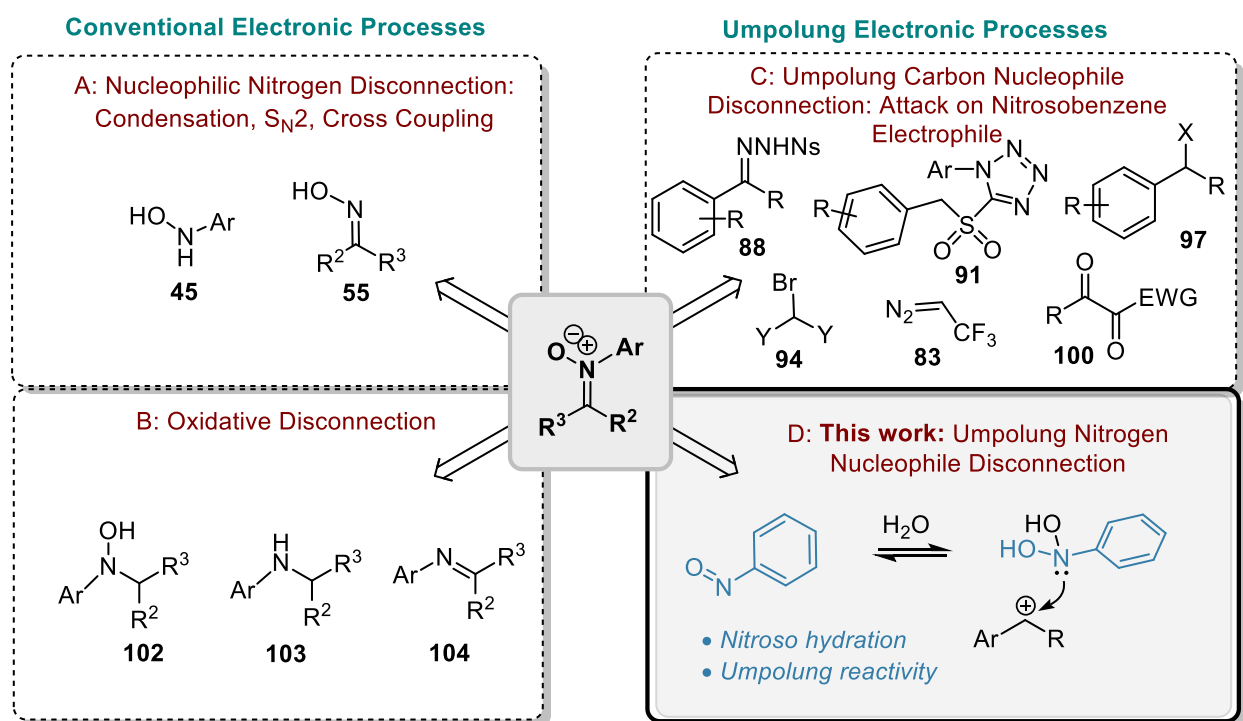 Conventional Electronic Processes
Umpolung Electronic Processes
A: Nucleophilic Nitrogen Disconnection:
Condensation, SN2, Cross Coupling
HO
N
H
Ar
45
HO
N
R2
R3
55
C: Umpolung Carbon Nucleophile
Disconnection: Attack on Nitrosobenzene
Electrophile
NNHNs
R
R
88
Ar
N
N
N
N
R
S
O
O
91
X
R
R
97
Br
Y
Y
94
N2
CF3
83
O
R
EWG
O
100
O
−
+
N
Ar
R3
R2
B: Oxidative Disconnection
OH
N
R3
Ar
R2
102
H
N
R3
Ar
R2
103
N
R3
Ar
R2
104
D: This work: Umpolung Nitrogen
Nucleophile Disconnection
O
N
H2O
HO
HO
N
+
Ar
R
• Nitroso hydration
• Umpolung reactivity